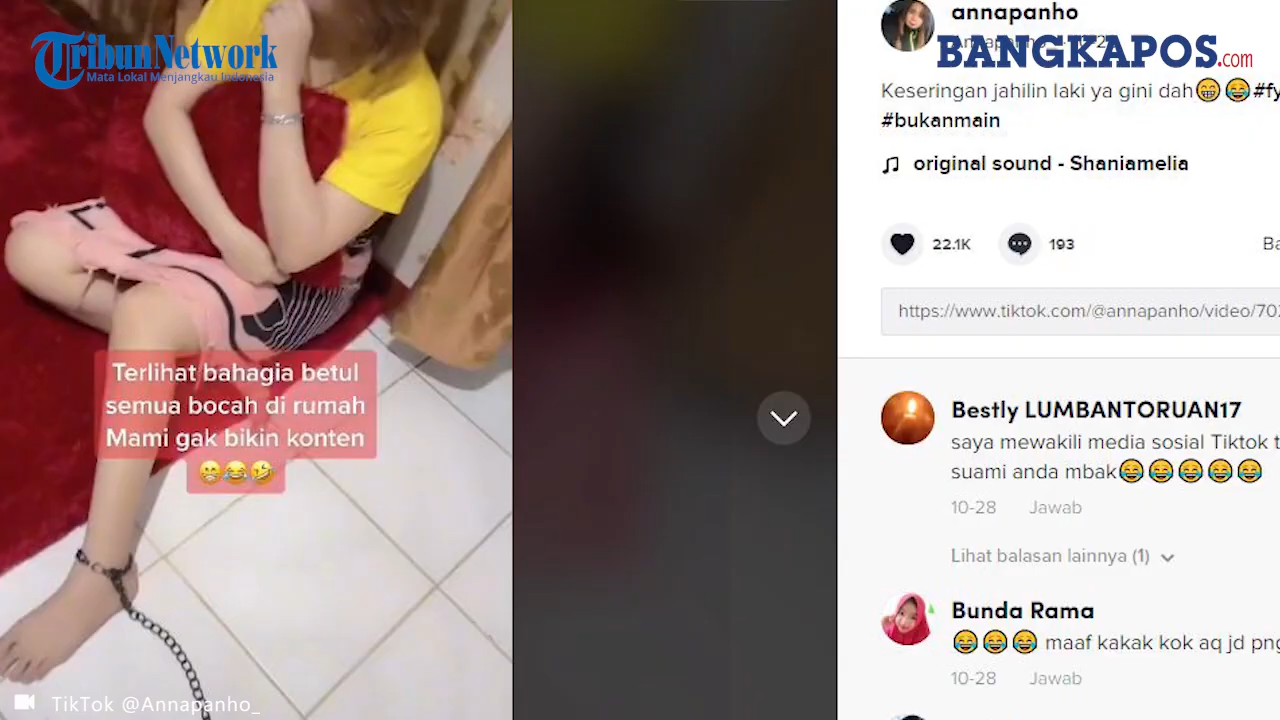 TribunNetwork
Mata Lokal Menjangkau Indonesia
Terlihat bahagia betul
semua bocah di rumah
Mami gak bikin konten
😁😂🤣
TikTok @Annapanho_
annapanho
BANGKAPOS.com
Keseringan jahilin laki ya gini dah😁😂#fy
#bukanmain
original sound - Shaniamelia
22.1K
193
Ba
https://www.tiktok.com/@annapanho/video/702
Bestly LUMBANTORUAN17
saya mewakili media sosial Tiktok t
suami anda mbak😂😂😂😂😂
10-28 Jawab
Lihat balasan lainnya (1)
Bunda Rama
😂😂😂 maaf kakak kok aq jd png
10-28 Jawab